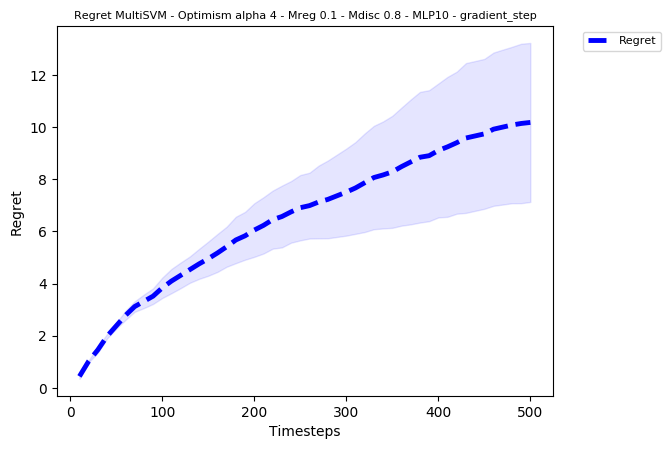 Regret MultiSVM - Optimism alpha 4 - Mreg 0.1 - Mdisc 0.8 - MLP10 - gradient_step
Regret
12
10
8
6
4
2
0
Regret
0 100 200 300 400 500
Timesteps